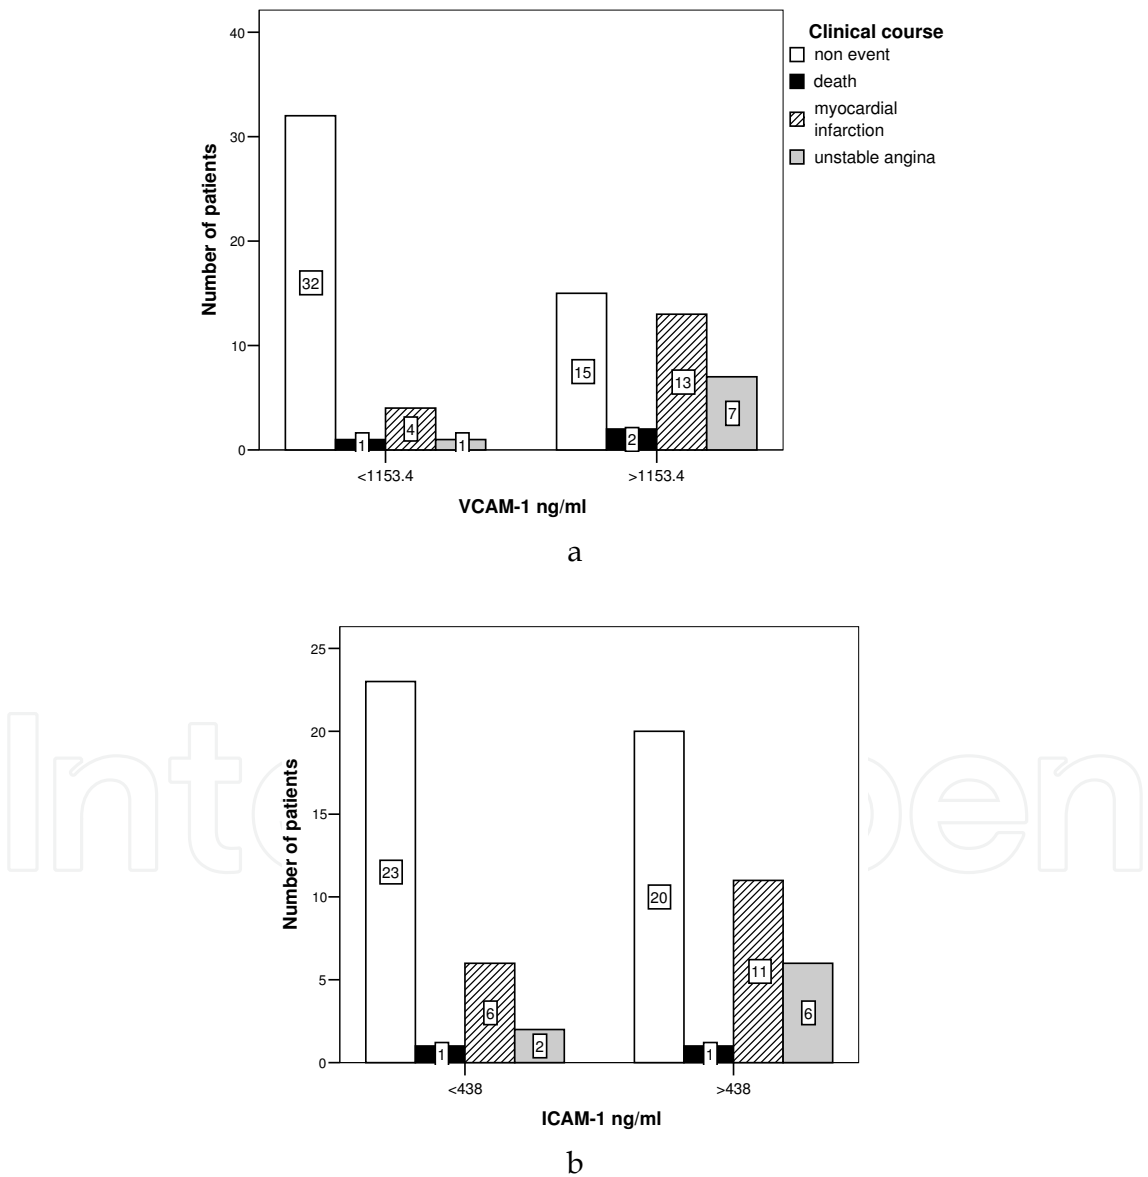 Clinical course
non event
death
myocardial
infarction
unstable angina
Number of patients
40
30
20
10
0
32
1
4
1
15
2
13
7
<1153.4
>1153.4
VCAM-1 ng/ml
a
Number of patients
25
20
15
10
5
0
23
1
6
2
20
1
11
6
<438
>438
ICAM-1 ng/ml
b